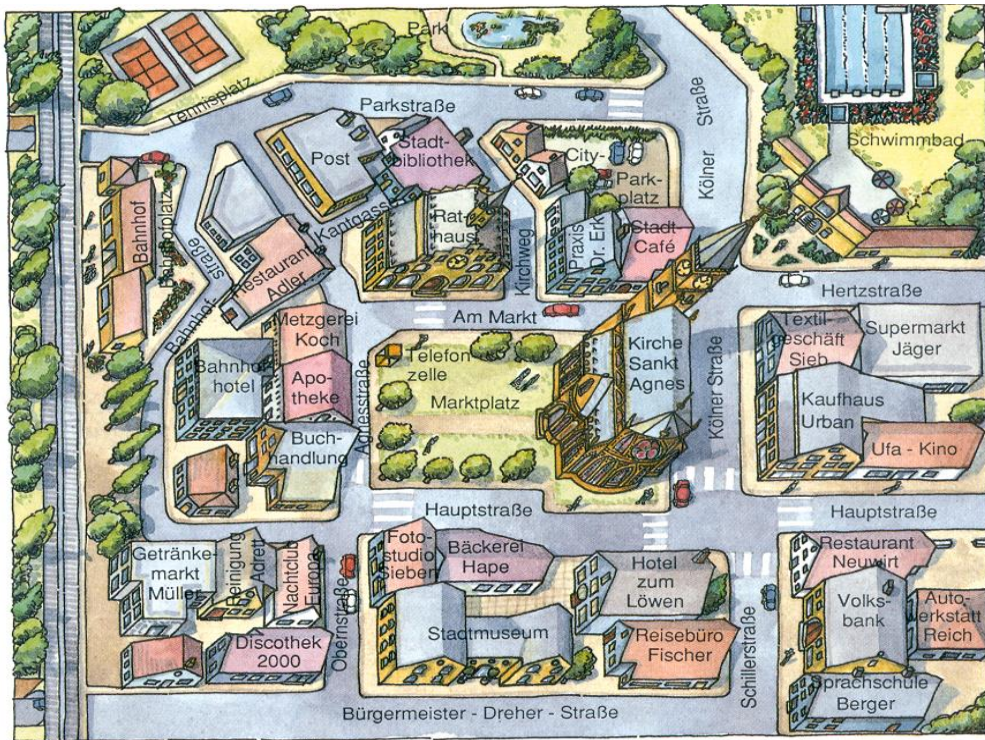 Park
Tennisplatz
Parkstraße
Kölner
Straße
Schwimmbad
Post
Stadt-
bibliothek
City-
Park-
platz
Bahnhof
Bahnhofplatz
Kantgasse
Rat-
haus
Kirchweg
Praxis
Dr. Erk
Stadt-
Café
Bahnhof-
straße
Restaurant
Adler
Hertzstraße
Am Markt
Metzgerei
Koch
Bahnhof-
hotel
Apo-
theke
Agnesstraße
Telefon
zelle
Marktplatz
Kirche
Sankt
Agnes
Kölner Straße
Textil-
geschäft
Sieb
Supermarkt
Jäger
Kaufhaus
Urban
Ufa - Kino
Buch-
handlung
Hauptstraße
Hauptstraße
Getränke-
markt
Müller
Reinigung
Adrett
Nachtclub
Europa
Obernstraße
Foto-
studio
Sieben
Bäckerei
Hape
Hotel
zum
Löwen
Schillerstraße
Restaurant
Neuwirt
Volks-
bank
Auto-
werkstatt
Reich
Discothek
2000
Stadtmuseum
Reisebüro
Fischer
Sprachschule
Berger
Bürgermeister - Dreher - Straße